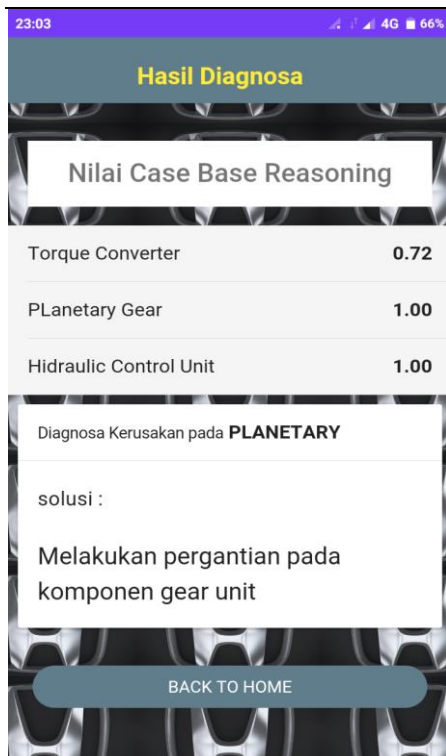 23:03 4G 66%
Hasil Diagnosa
Nilai Case Base Reasoning
Torque Converter 0.72
PLanetary Gear 1.00
Hidraulic Control Unit 1.00
Diagnosa Kerusakan pada PLANETARY
solusi :
Melakukan pergantian pada
komponen gear unit
BACK TO HOME